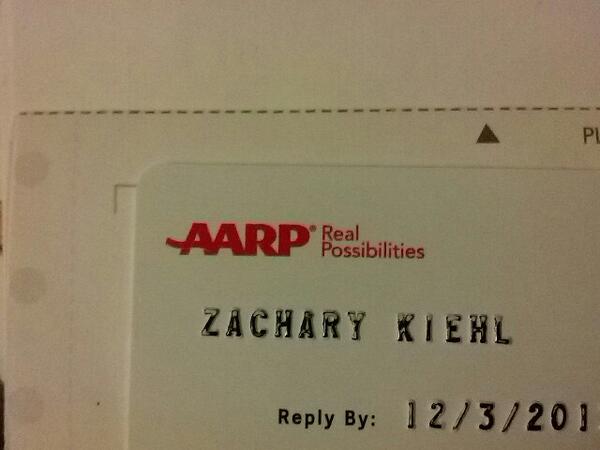 AARP® Real
Possibilities
ZACHARY KIEHL
Reply By: 12/3/201